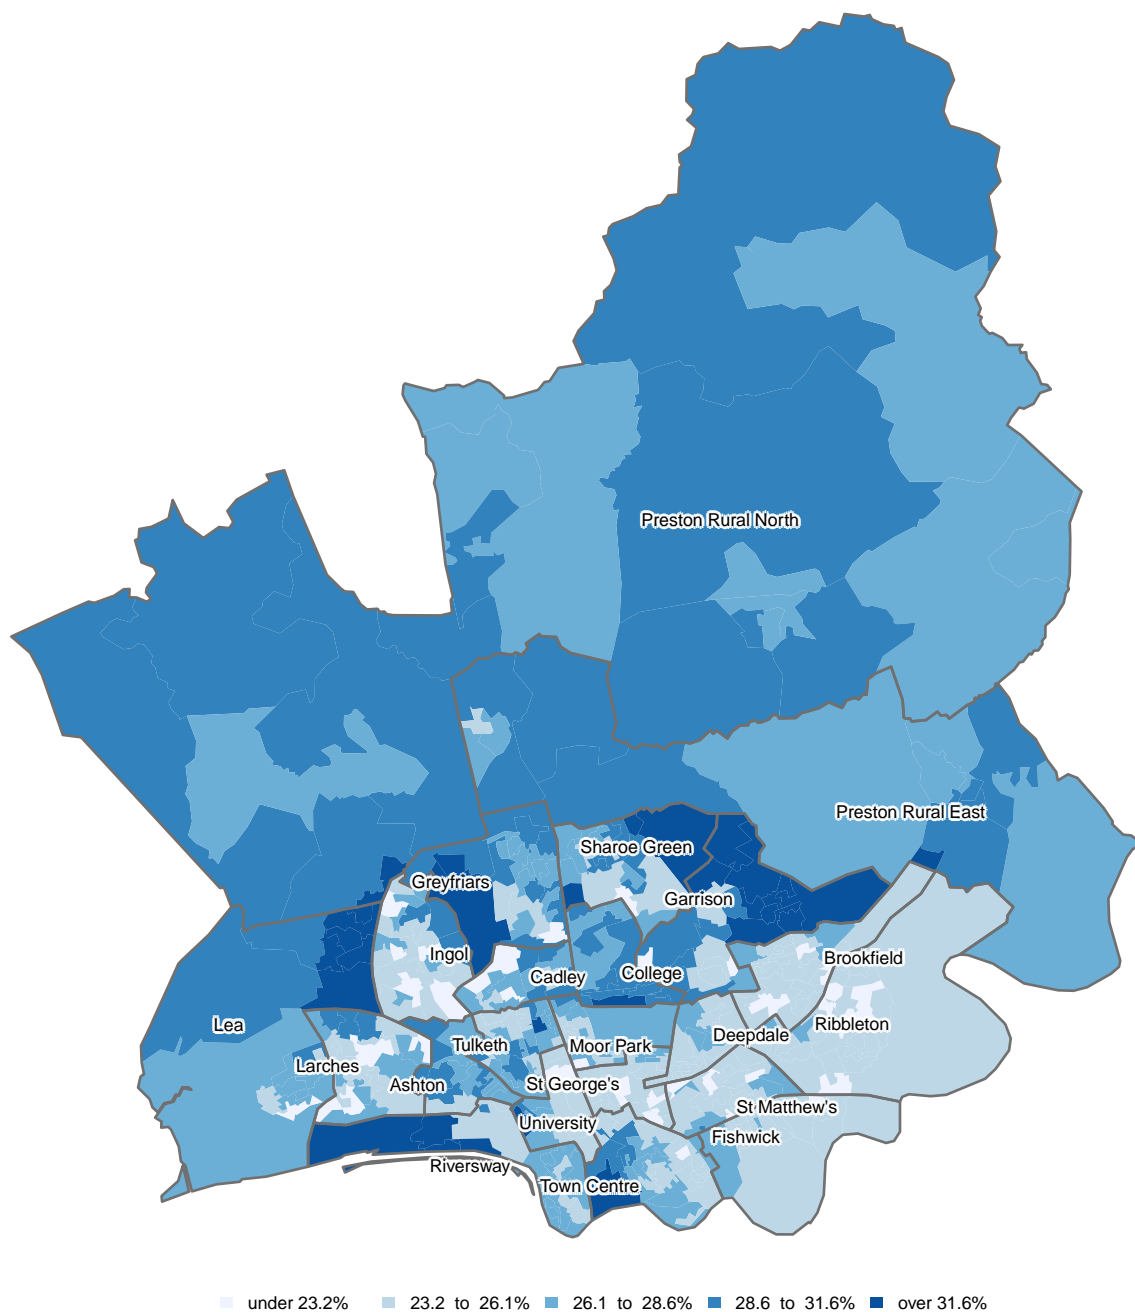 Preston Rural North
Preston Rural East
Sharoe Green
Greyfriars
Garrison
Ingol
Brookfield
Cadley
College
Lea
Ribbleton
Deepdale
Tulketh
Moor Park
Larches
Ashton
St George's
St Matthew's
University
Fishwick
Riversway
Town Centre
under 23.2% 23.2 to 26.1% 26.1 to 28.6% 28.6 to 31.6% over 31.6%